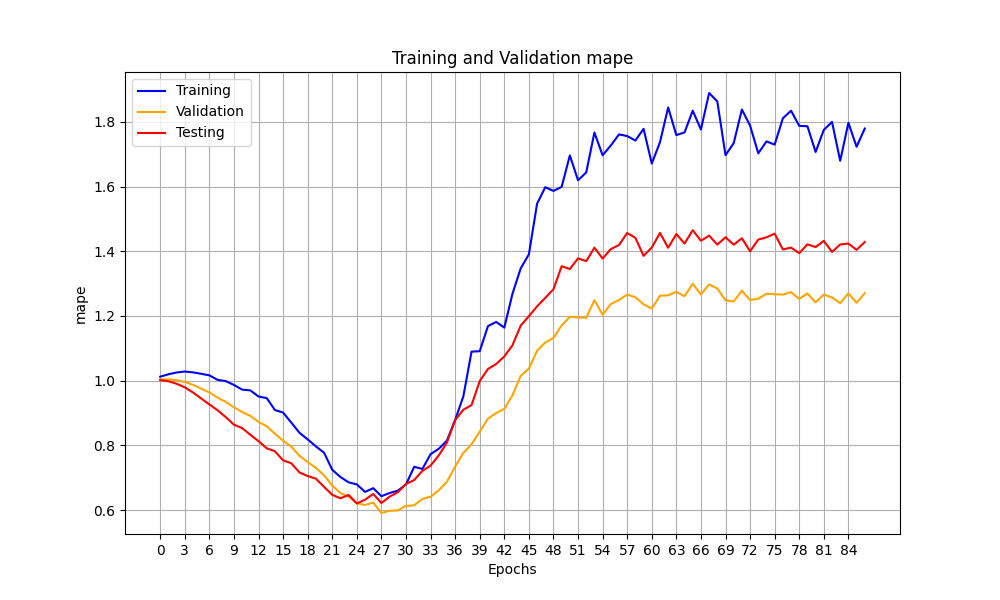 Training and Validation mape
Training
Validation
Testing
mape
1.8
1.6
1.4
1.2
1.0
0.8
0.6
0 3 6 9 12 15 18 21 24 27 30 33 36 39 42 45 48 51 54 57 60 63 66 69 72 75 78 81 84
Epochs